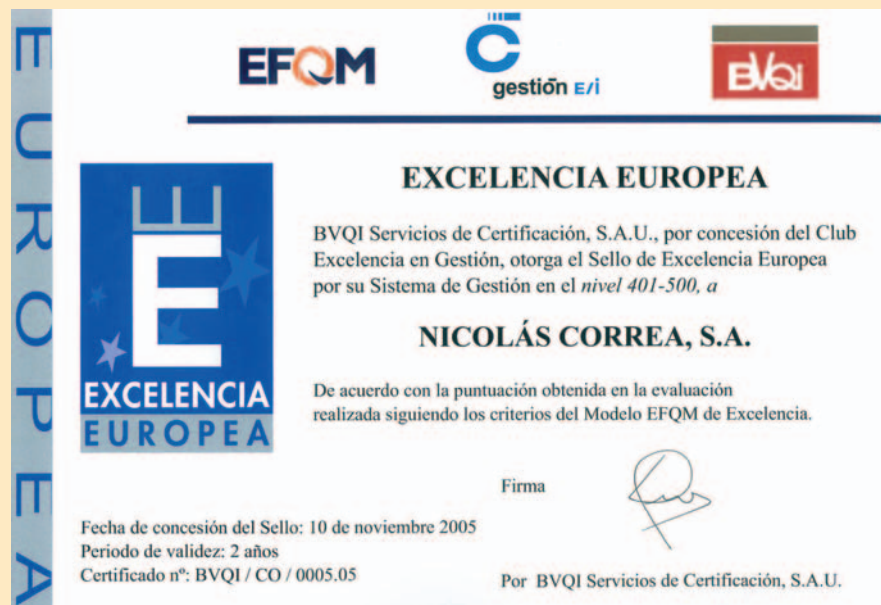 EUROPEA
EFQM
C
gestión E/i
BVQi
EXCELENCIA EUROPEA
BVQI Servicios de Certificación, S.A.U., por concesión del Club
Excelencia en Gestión, otorga el Sello de Excelencia Europea
por su Sistema de Gestión en el nivel 401-500, a
NICOLÁS CORREA, S.A.
De acuerdo con la puntuación obtenida en la evaluación
realizada siguiendo los criterios del Modelo EFQM de Excelencia.
E
E
EXCELENCIA
EUROPEA
Firma
Fecha de concesión del Sello: 10 de noviembre 2005
Periodo de validez: 2 años
Certificado nº: BVQI / CO / 0005.05
Por BVQI Servicios de Certificación, S.A.U.